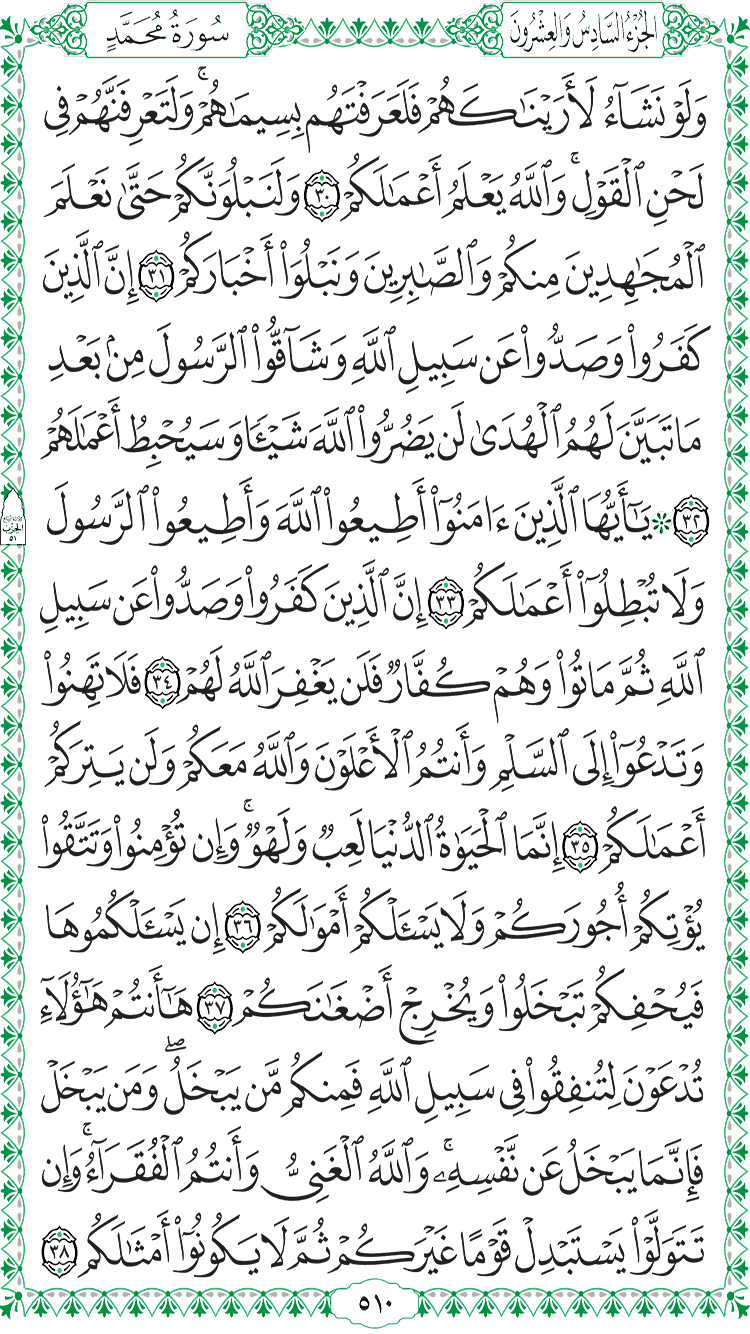 الجُزْءُ السَّادِسُ وَالعِشْرُونَ
سُورَةُ مُحَمَّدٍ
وَلَوْ نَشَآءُ لَأَرَيْنَٰكَهُمْ فَلَعَرَفْتَهُم بِسِيمَٰهُمْۚ وَلَتَعْرِفَنَّهُمْ فِى
لَحْنِ ٱلْقَوْلِۚ وَٱللَّهُ يَعْلَمُ أَعْمَٰلَكُمْ ٣٠ وَلَنَبْلُوَنَّكُمْ حَتَّىٰ نَعْلَمَ
ٱلْمُجَٰهِدِينَ مِنكُمْ وَٱلصَّٰبِرِينَ وَنَبْلُوَا۟ أَخْبَارَكُمْ ٣١ إِنَّ ٱلَّذِينَ
كَفَرُوا۟ وَصَدُّوا۟ عَن سَبِيلِ ٱللَّهِ وَشَآقُّوا۟ ٱلرَّسُولَ مِنۢ بَعْدِ
مَا تَبَيَّنَ لَهُمُ ٱلْهُدَىٰ لَن يَضُرُّوا۟ ٱللَّهَ شَيْـًٔا وَسَيُحْبِطُ أَعْمَٰلَهُمْ
٣٢ ۞ يَٰٓأَيُّهَا ٱلَّذِينَ ءَامَنُوٓا۟ أَطِيعُوا۟ ٱللَّهَ وَأَطِيعُوا۟ ٱلرَّسُولَ
وَلَا تُبْطِلُوٓا۟ أَعْمَٰلَكُمْ ٣٣ إِنَّ ٱلَّذِينَ كَفَرُوا۟ وَصَدُّوا۟ عَن سَبِيلِ
ٱللَّهِ ثُمَّ مَاتُوا۟ وَهُمْ كُفَّارٌ فَلَن يَغْفِرَ ٱللَّهُ لَهُمْ ٣٤ فَلَا تَهِنُوا۟
وَتَدْعُوٓا۟ إِلَى ٱلسَّلْمِ وَأَنتُمُ ٱلْأَعْلَوْنَ وَٱللَّهُ مَعَكُمْ وَلَن يَتِرَكُمْ
أَعْمَٰلَكُمْ ٣٥ إِنَّمَا ٱلْحَيَوٰةُ ٱلدُّنْيَا لَعِبٌ وَلَهْوٌۚ وَإِن تُؤْمِنُوا۟ وَتَتَّقُوا۟
يُؤْتِكُمْ أُجُورَكُمْ وَلَا يَسْـَٔلْكُمْ أَمْوَٰلَكُمْ ٣٦ إِن يَسْـَٔلْكُمُوهَا
فَيُحْفِكُمْ تَبْخَلُوا۟ وَيُخْرِجْ أَضْغَٰنَكُمْ ٣٧ هَٰٓأَنتُمْ هَٰٓؤُلَآءِ
تُدْعَوْنَ لِتُنفِقُوا۟ فِى سَبِيلِ ٱللَّهِ فَمِنكُم مَّن يَبْخَلُۖ وَمَن يَبْخَلْ
فَإِنَّمَا يَبْخَلُ عَن نَّفْسِهِۦۚ وَٱللَّهُ ٱلْغَنِىُّ وَأَنتُمُ ٱلْفُقَرَآءُۚ وَإِن
تَتَوَلَّوْا۟ يَسْتَبْدِلْ قَوْمًا غَيْرَكُمْ ثُمَّ لَا يَكُونُوٓا۟ أَمْثَٰلَكُم ٣٨
٥١٠
الحزب
٥١